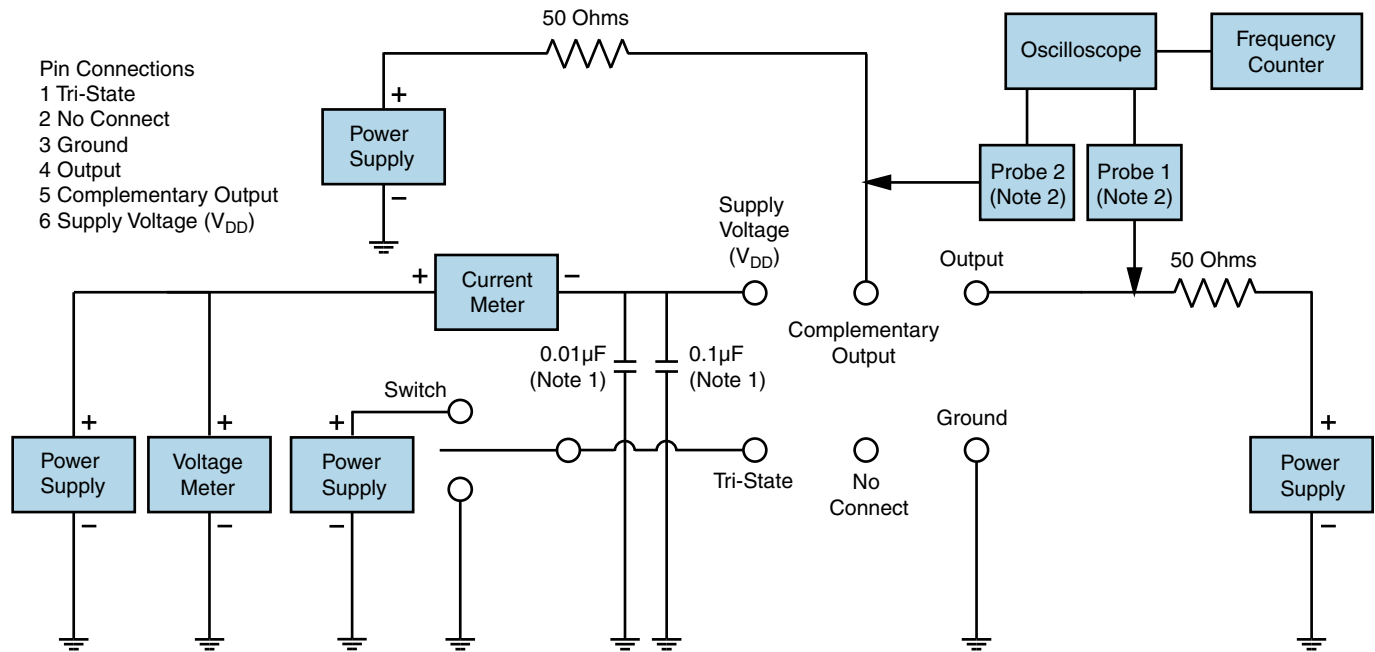 50 Ohms
Oscilloscope
Frequency
Counter
Pin Connections
1 Tri-State
2 No Connect
3 Ground
4 Output
5 Complementary Output
6 Supply Voltage (V_DD)
+
Power
Supply
−
Probe 2
(Note 2)
Probe 1
(Note 2)
Supply
Voltage
(V_DD)
Output
50 Ohms
+
Current
Meter
−
Complementary
Output
0.01µF
(Note 1)
0.1µF
(Note 1)
Switch
+
Power
Supply
−
+
Voltage
Meter
−
+
Power
Supply
−
Tri-State
No
Connect
Ground
+
Power
Supply
−